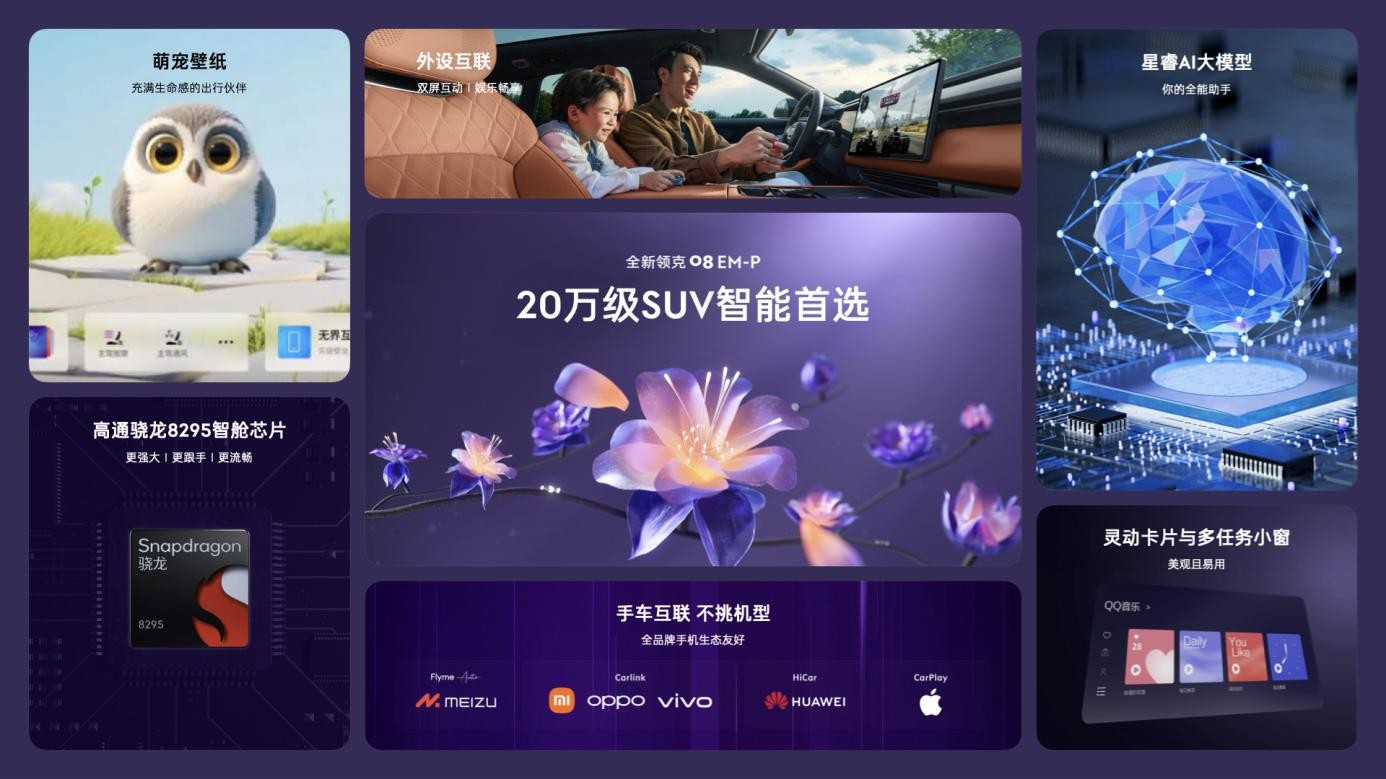 萌宠壁纸
充满生命感的出行伙伴
主驾按摩
主驾通风
无界互
外设互联
双屏互动 | 娱乐畅享
星睿AI大模型
你的全能助手
全新领克 08 EM-P
20万级SUV智能首选
高通骁龙8295智舱芯片
更强大 | 更跟手 | 更流畅
Snapdragon
骁龙
8295
手车互联 不挑机型
全品牌手机生态友好
Flyme Auto
MEIZU
Carlink
mi oppo vivo
HiCar
HUAWEI
CarPlay
灵动卡片与多任务小窗
美观且易用
QQ音乐 >
28
Daily
You
Like